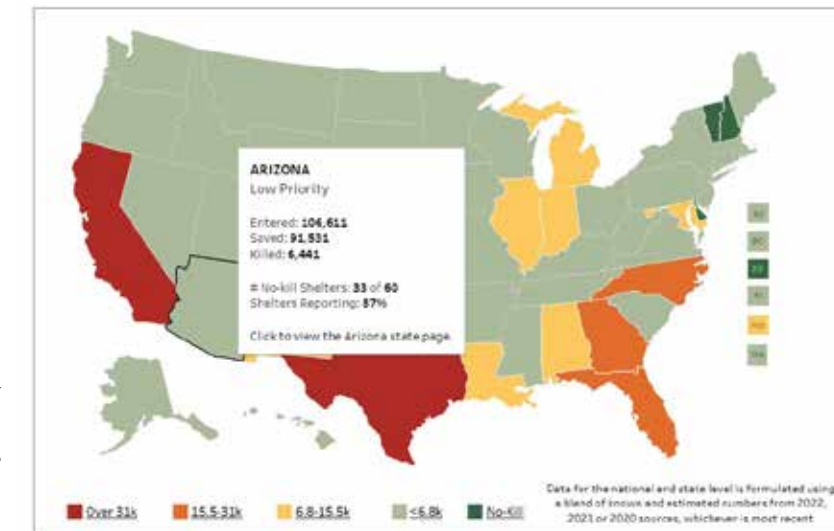 ARIZONA
Low Priority
Entered: 106,611
Saved: 91,531
Killed: 6,441
# No-kill Shelters: 33 of 60
Shelters Reporting: 87%
Click to view the Arizona state page
Over 31k
15.5-31k
6.8-15.5k
≤6.8k
No-Kill
Data for the national and state level is formulated using
a blend of known and estimated numbers from 2022,
2021 or 2020 sources, whichever is most recent